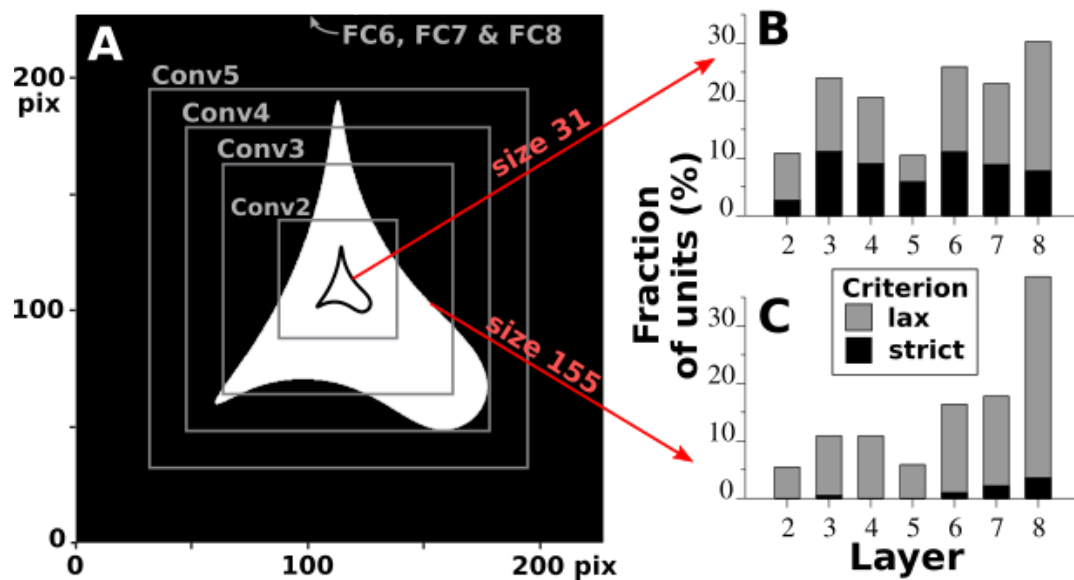 A
FC6, FC7 & FC8
200
pix
Conv5
Conv4
Conv3
Conv2
100
0
0
100
200 pix
size 31
size 155
Fraction
of units (%)
B
30
20
10
0
2 3 4 5 6 7 8
C
Criterion
lax
strict
30
20
10
0
2 3 4 5 6 7 8
Layer